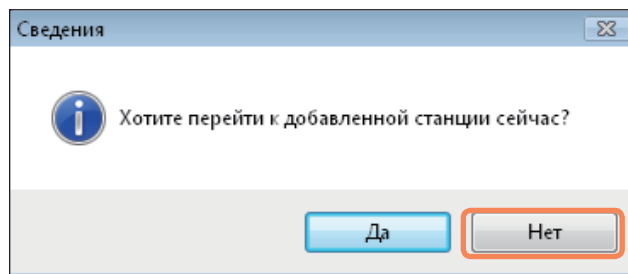 Сведения
Хотите перейти к добавленной станции сейчас?
Да
Нет